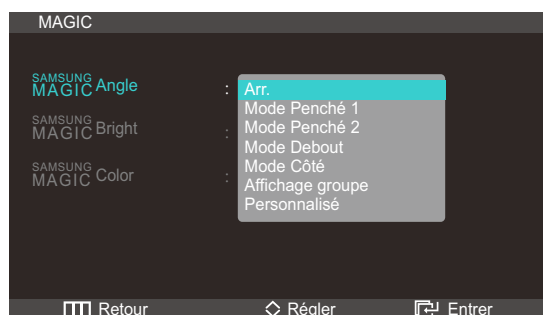 MAGIC
SAMSUNG MAGIC Angle : Arr.
Mode Penché 1
SAMSUNG MAGIC Bright : Mode Penché 2
Mode Debout
SAMSUNG MAGIC Color : Mode Côté
Affichage groupe
Personnalisé
Retour Régler Entrer